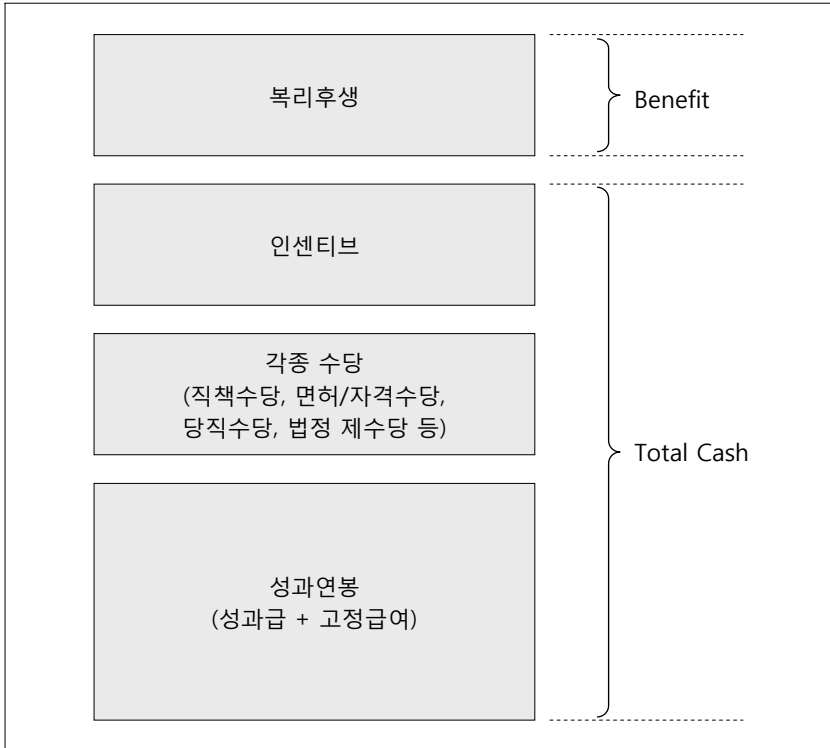 복리후생
Benefit
인센티브
각종 수당
(직책수당, 면허/자격수당,
당직수당, 법정 제수당 등)
Total Cash
성과연봉
(성과급 + 고정급여)